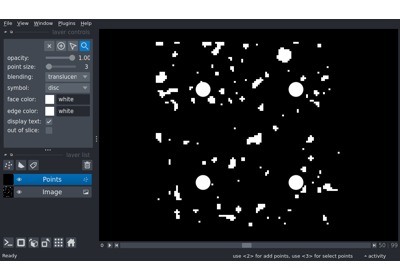 File View Window Plugins Help
layer controls
opacity: 1.00
point size: 3
blending: translucen
symbol: disc
face color: white
edge color: white
display text:
out of slice:
layer list
Points
Image
0 50 99
Ready use <2> for add points, use <3> for select points activity